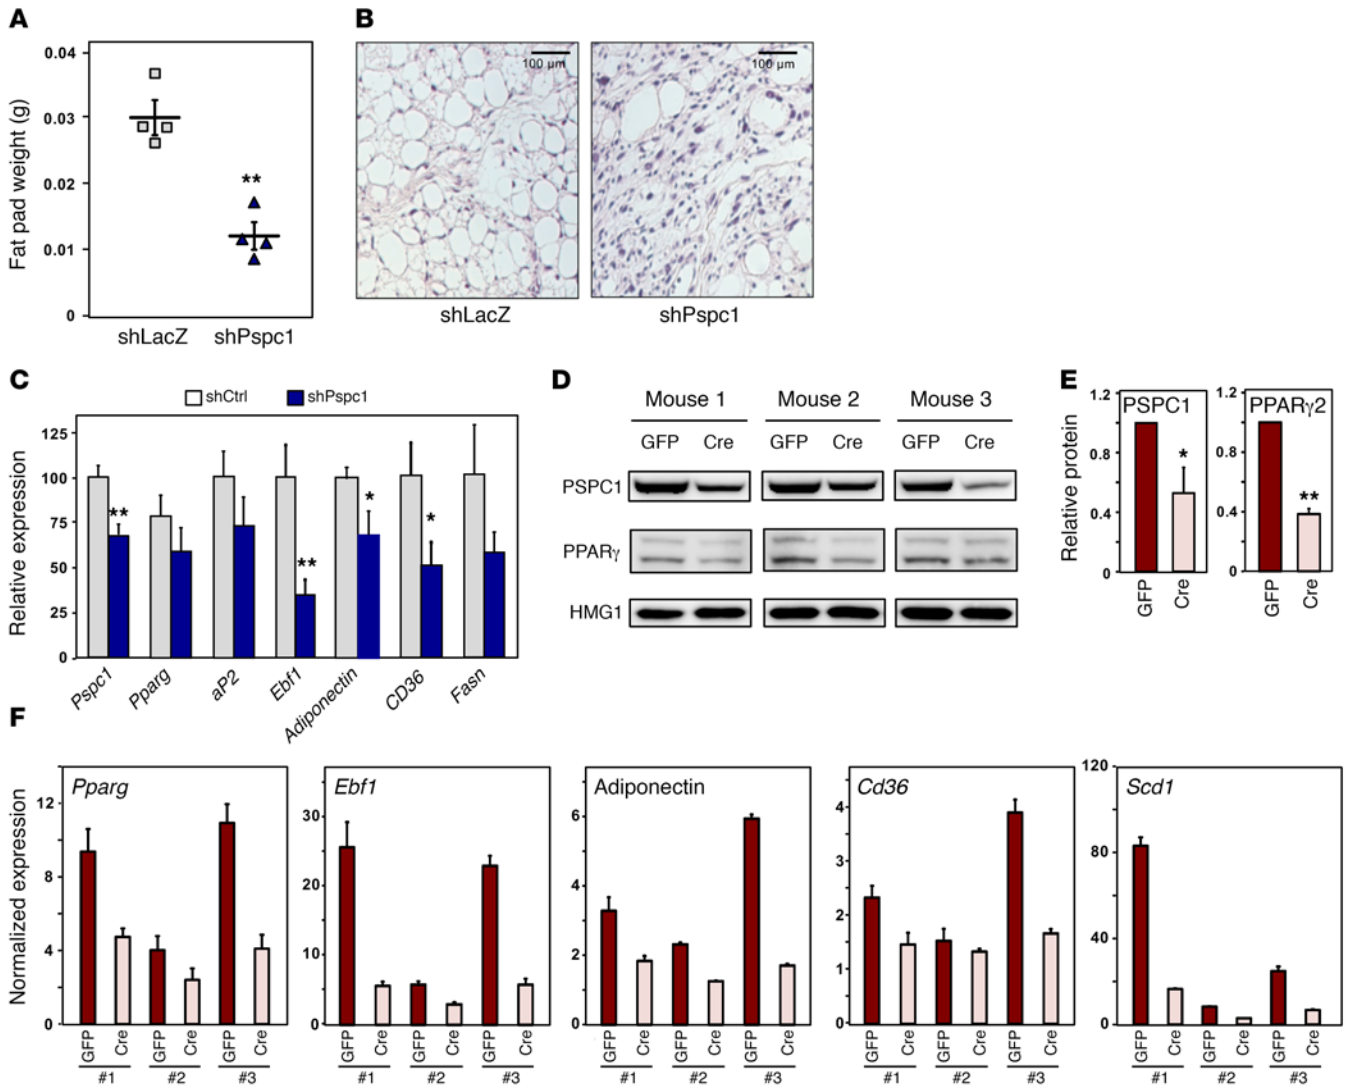 A
B
0.04
0.03
0.02
0.01
0
Fat pad weight (g)
**
shLacZ
shPspc1
100 µm
100 µm
shLacZ
shPspc1
C
shCtrl
shPspc1
125
100
75
50
25
0
Relative expression
**
**
*
*
Pspc1
Pparg
aP2
Ebf1
Adiponectin
CD36
Fasn
D
Mouse 1
Mouse 2
Mouse 3
GFP Cre GFP Cre GFP Cre
PSPC1
PPARγ
HMG1
E
Relative protein
1.2
0.8
0.4
0
PSPC1
*
GFP
Cre
1.2
0.8
0.4
0
PPARγ2
**
GFP
Cre
F
Normalized expression
Pparg
12
8
4
0
GFP Cre GFP Cre GFP Cre
#1 #2 #3
Ebf1
30
20
10
0
GFP Cre GFP Cre GFP Cre
#1 #2 #3
Adiponectin
6
4
2
0
GFP Cre GFP Cre GFP Cre
#1 #2 #3
Cd36
4
3
2
1
0
GFP Cre GFP Cre GFP Cre
#1 #2 #3
Scd1
120
80
40
0
GFP Cre GFP Cre GFP Cre
#1 #2 #3